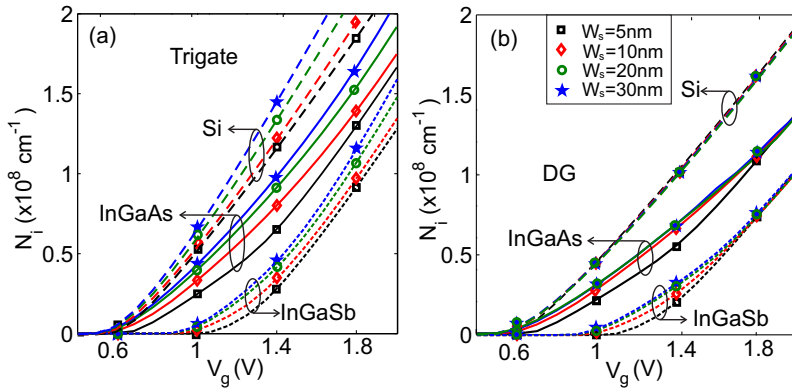 (a)
Trigate
Si
InGaAs
InGaSb
N_i (x10^8 cm^-1)
2
1.5
1
0.5
0
0.6
1
1.4
1.8
V_g (V)
(b)
W_s=5nm
W_s=10nm
W_s=20nm
W_s=30nm
Si
DG
InGaAs
InGaSb
N_i (x10^8 cm^-1)
2
1.5
1
0.5
0
0.6
1
1.4
1.8
V_g (V)